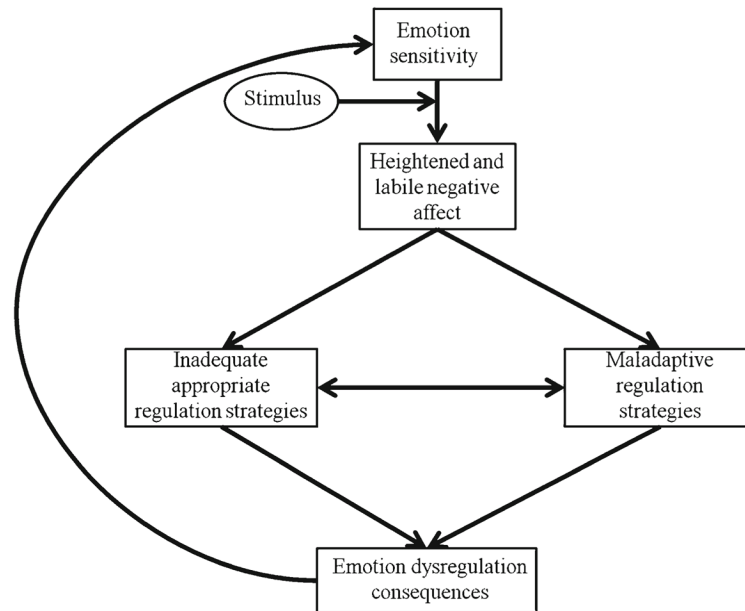 Emotion
sensitivity
Stimulus
Heightened and
labile negative
affect
Inadequate
appropriate
regulation strategies
Maladaptive
regulation
strategies
Emotion dysregulation
consequences